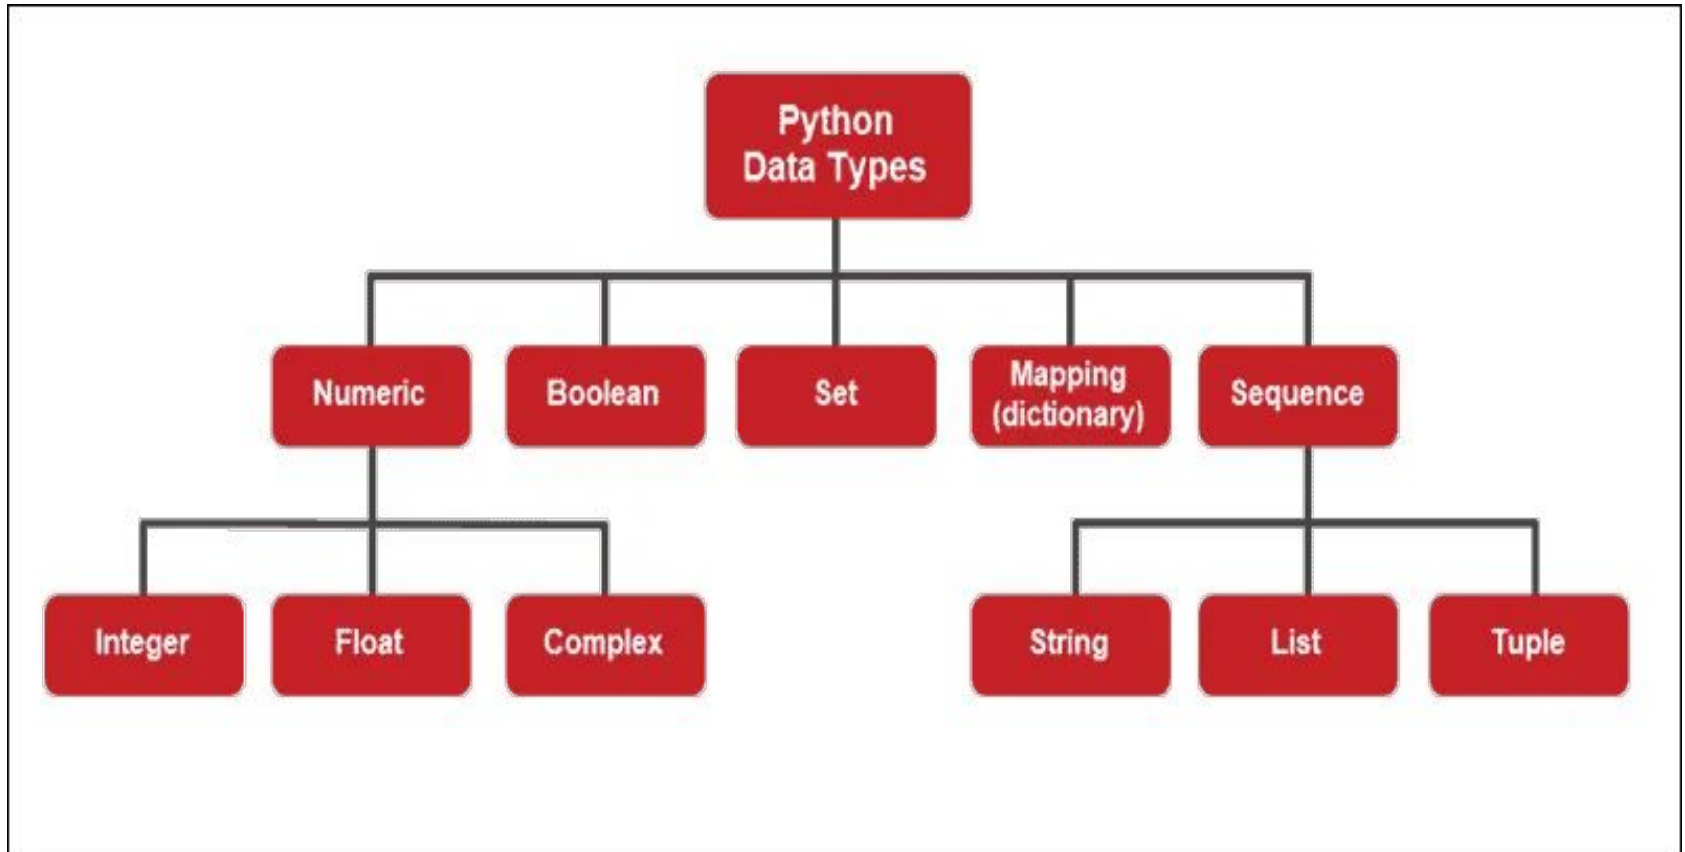 Python
Data Types
Numeric
Boolean
Set
Mapping
(dictionary)
Sequence
Integer
Float
Complex
String
List
Tuple